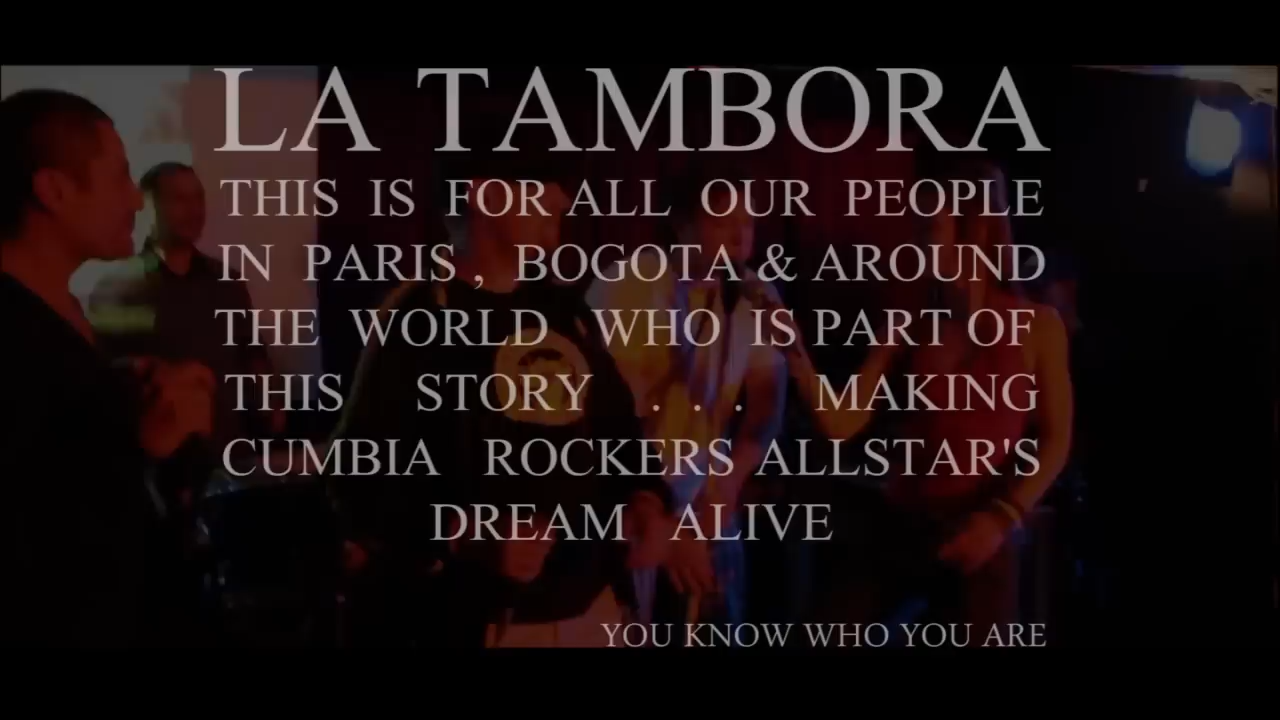 LA TAMBORA
THIS IS FOR ALL OUR PEOPLE
IN PARIS , BOGOTA & AROUND
THE WORLD WHO IS PART OF
THIS STORY . . . MAKING
CUMBIA ROCKERS ALLSTAR'S
DREAM ALIVE
YOU KNOW WHO YOU ARE